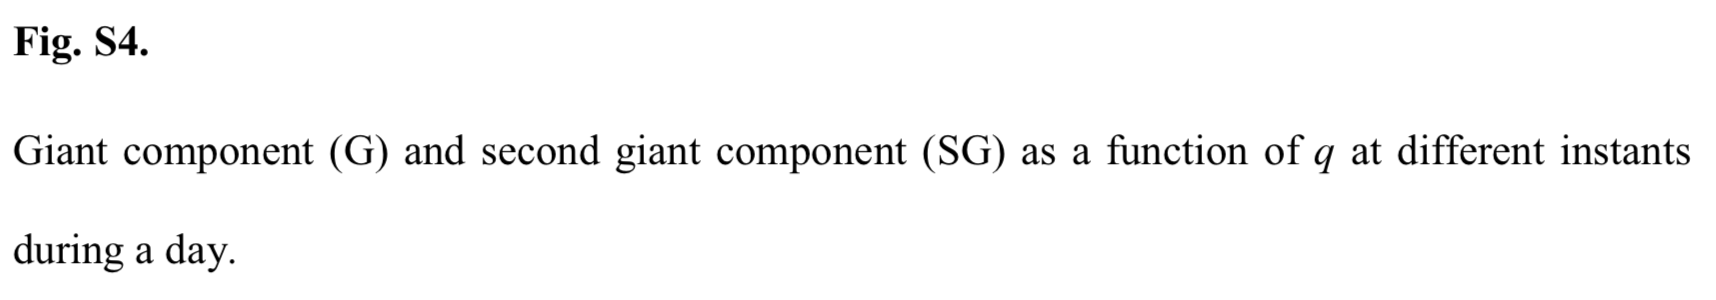 Fig. S4.
Giant component (G) and second giant component (SG) as a function of q at different instants
during a day.